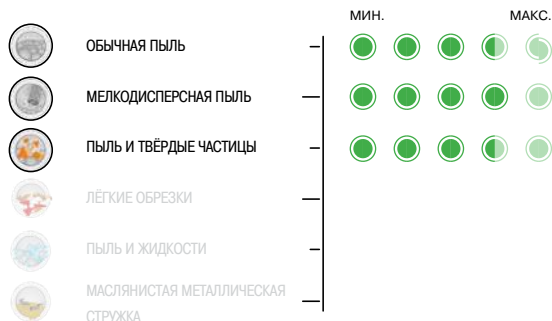 МИН. МАКС.
ОБЫЧНАЯ ПЫЛЬ
МЕЛКОДИСПЕРСНАЯ ПЫЛЬ
ПЫЛЬ И ТВЁРДЫЕ ЧАСТИЦЫ
ЛЁГКИЕ ОБРЕЗКИ
ПЫЛЬ И ЖИДКОСТИ
МАСЛЯНИСТАЯ МЕТАЛЛИЧЕСКАЯ
СТРУЖКА